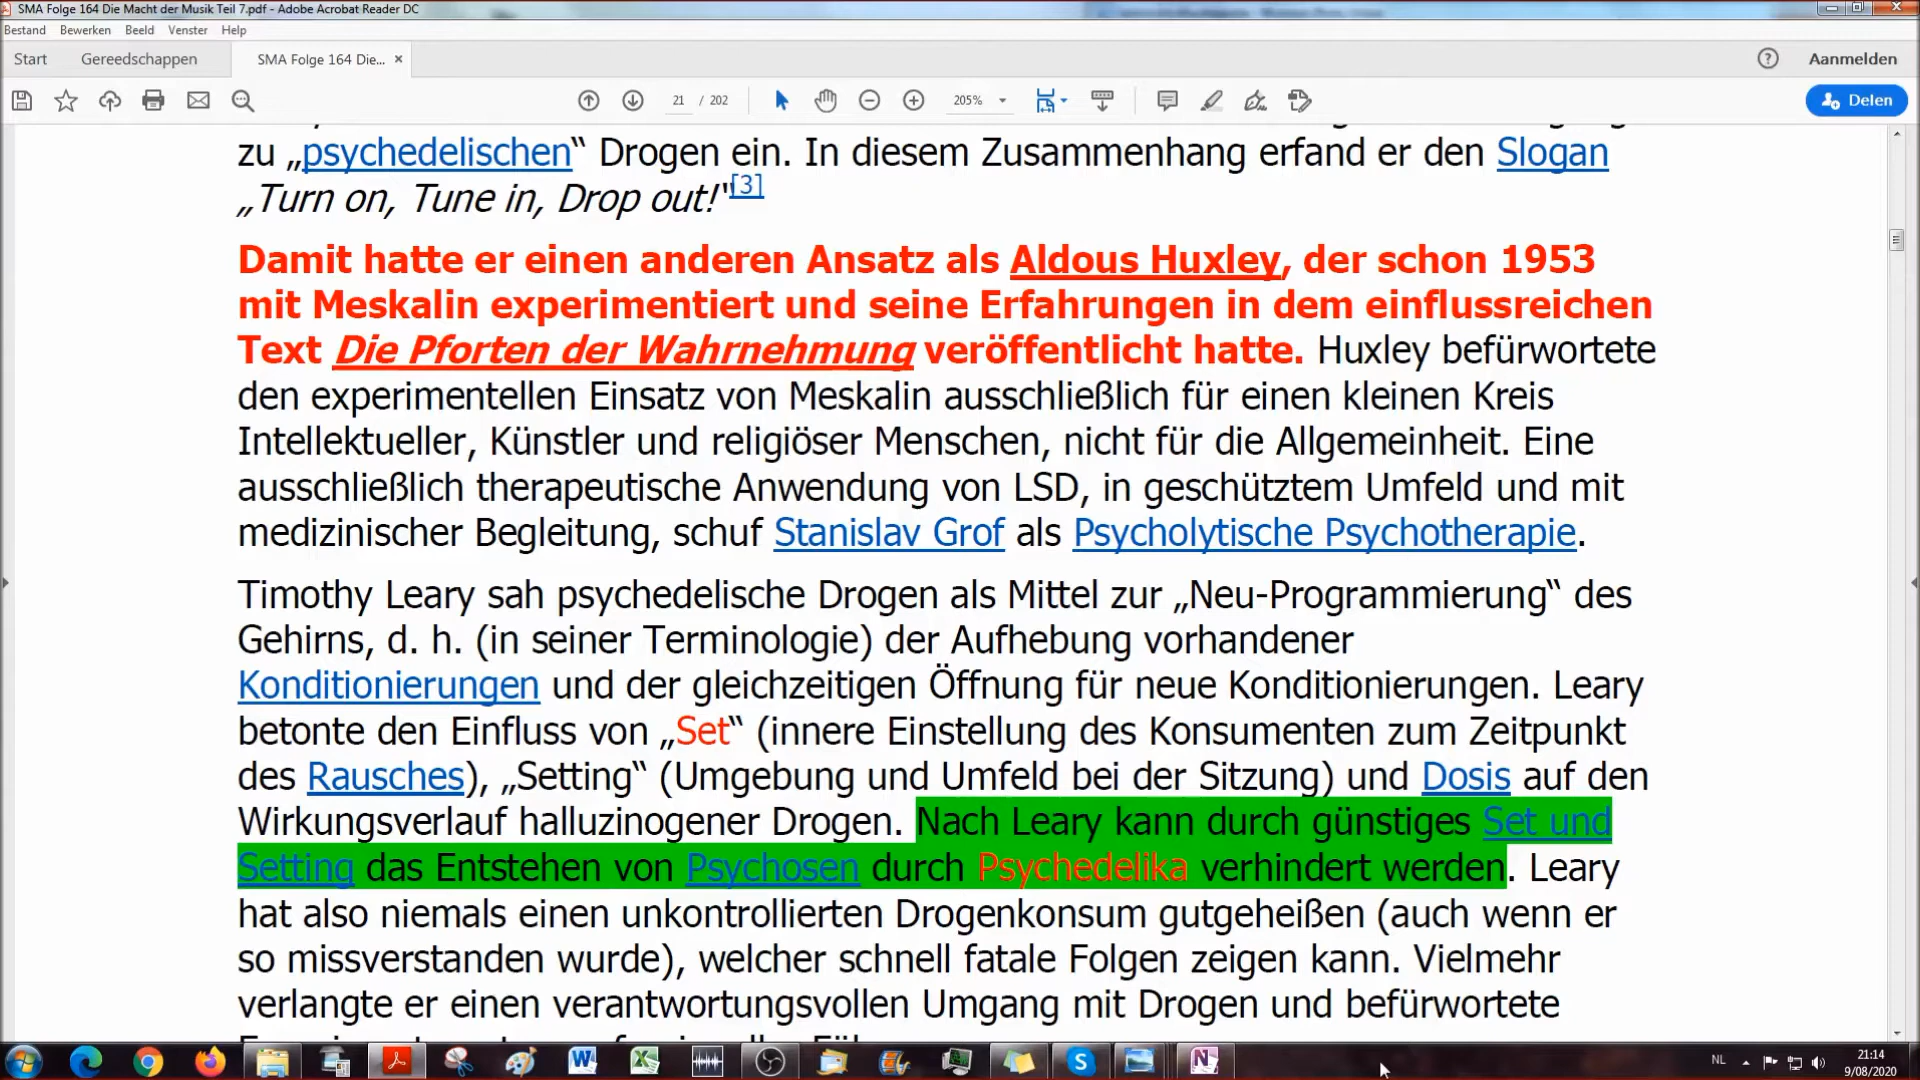 SMA Folge 164 Die Macht der Musik Teil 7.pdf - Adobe Acrobat Reader DC
Bestand Bewerken Beeld Venster Help
Start Gereedschappen SMA Folge 164 Die... × Aanmelden
21 / 202 205% Delen
zu „psychedelischen“ Drogen ein. In diesem Zusammenhang erfand er den Slogan
„Turn on, Tune in, Drop out!“[3]
Damit hatte er einen anderen Ansatz als Aldous Huxley, der schon 1953
mit Meskalin experimentiert und seine Erfahrungen in dem einflussreichen
Text Die Pforten der Wahrnehmung veröffentlicht hatte. Huxley befürwortete
den experimentellen Einsatz von Meskalin ausschließlich für einen kleinen Kreis
Intellektueller, Künstler und religiöser Menschen, nicht für die Allgemeinheit. Eine
ausschließlich therapeutische Anwendung von LSD, in geschütztem Umfeld und mit
medizinischer Begleitung, schuf Stanislav Grof als Psycholytische Psychotherapie.
Timothy Leary sah psychedelische Drogen als Mittel zur „Neu-Programmierung“ des
Gehirns, d. h. (in seiner Terminologie) der Aufhebung vorhandener
Konditionierungen und der gleichzeitigen Öffnung für neue Konditionierungen. Leary
betonte den Einfluss von „Set“ (innere Einstellung des Konsumenten zum Zeitpunkt
des Rausches), „Setting“ (Umgebung und Umfeld bei der Sitzung) und Dosis auf den
Wirkungsverlauf halluzinogener Drogen. Nach Leary kann durch günstiges Set und
Setting das Entstehen von Psychosen durch Psychedelika verhindert werden. Leary
hat also niemals einen unkontrollierten Drogenkonsum gutgeheißen (auch wenn er
so missverstanden wurde), welcher schnell fatale Folgen zeigen kann. Vielmehr
verlangte er einen verantwortungsvollen Umgang mit Drogen und befürwortete
NL 21:14
9/08/2020